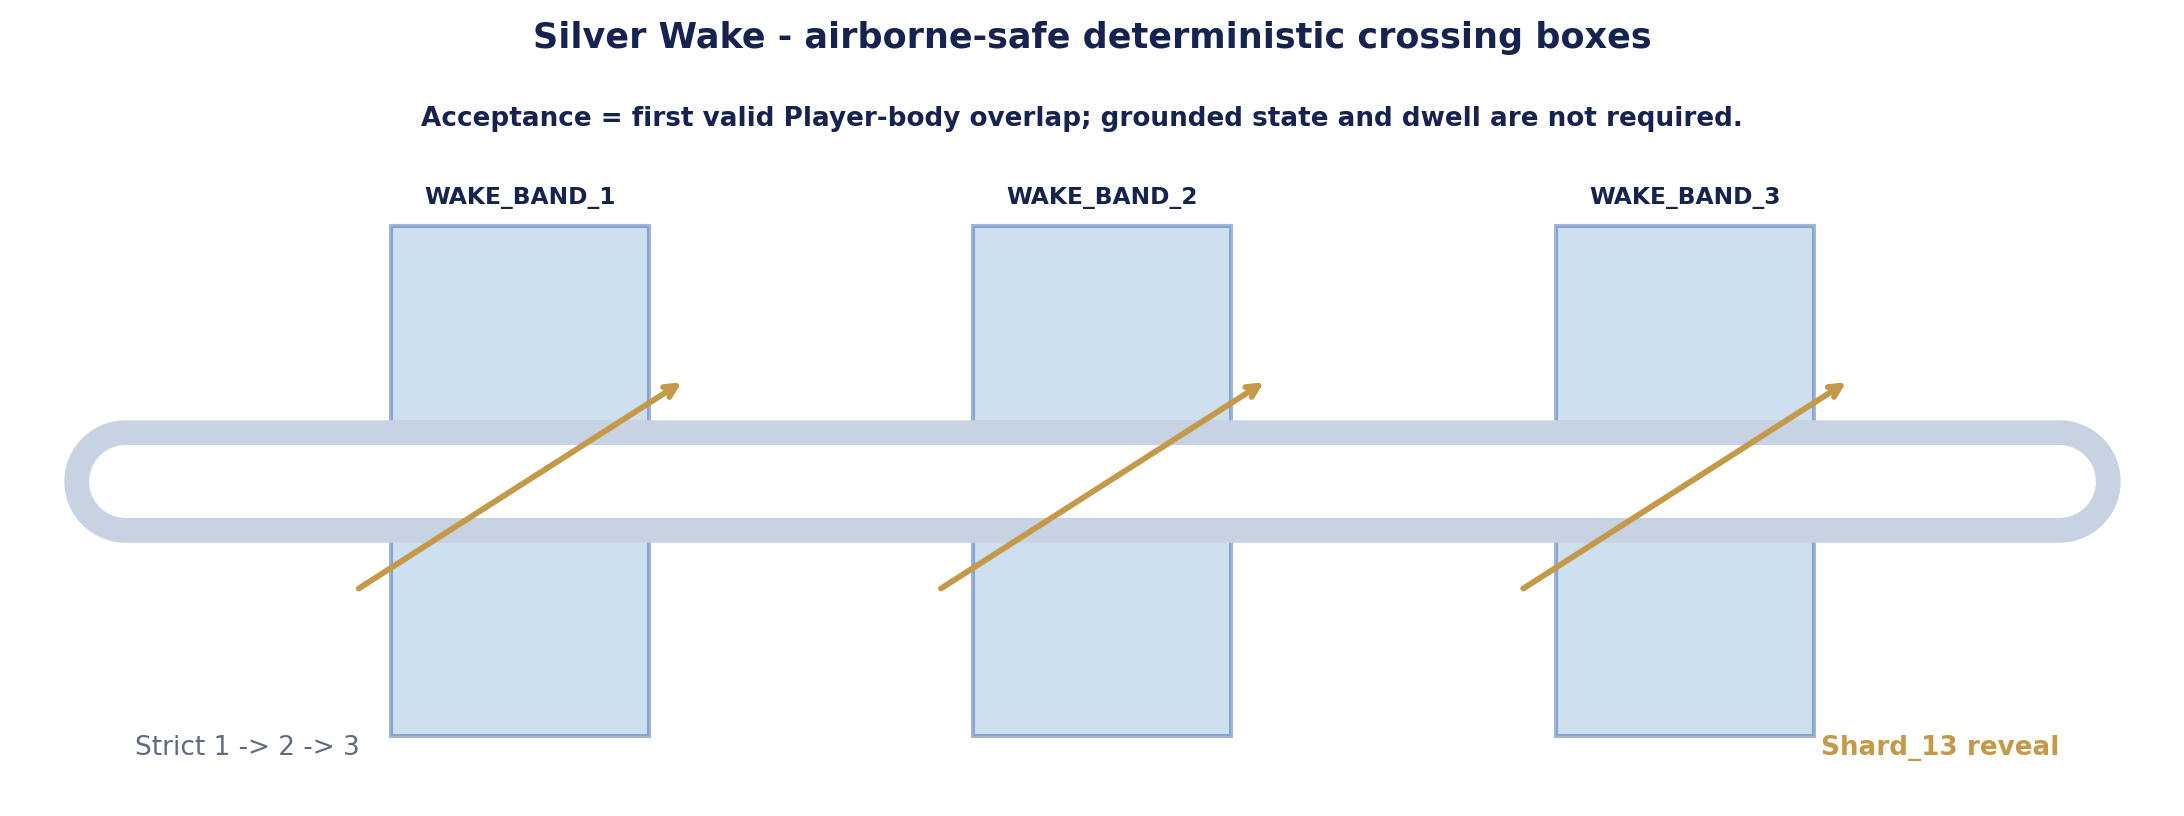 Silver Wake - airborne-safe deterministic crossing boxes
Acceptance = first valid Player-body overlap; grounded state and dwell are not required.
WAKE_BAND_1
WAKE_BAND_2
WAKE_BAND_3
Strict 1 -> 2 -> 3
Shard_13 reveal